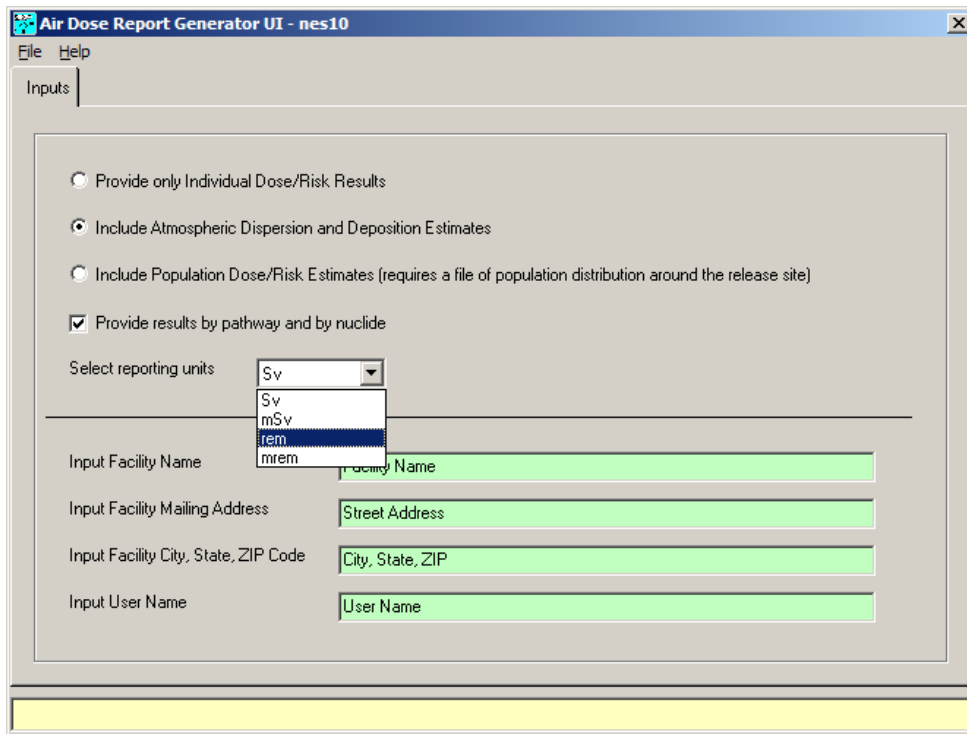 Air Dose Report Generator UI - nes10
File Help
Inputs
Provide only Individual Dose/Risk Results
Include Atmospheric Dispersion and Deposition Estimates
Include Population Dose/Risk Estimates (requires a file of population distribution around the release site)
Provide results by pathway and by nuclide
Select reporting units Sv
Sv
mSv
rem
mrem
Input Facility Name Facility Name
Input Facility Mailing Address Street Address
Input Facility City, State, ZIP Code City, State, ZIP
Input User Name User Name